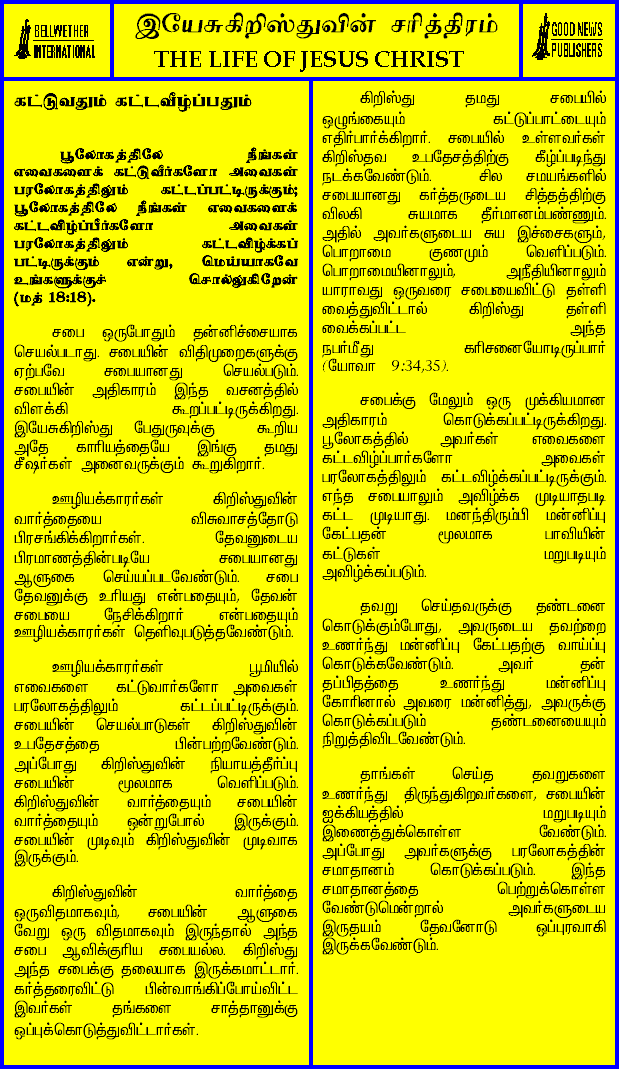 BELLWETHER
INTERNATIONAL
இயேசுகிறிஸ்துவின் சரித்திரம்
THE LIFE OF JESUS CHRIST
GOOD NEWS
PUBLISHERS
கட்டுவதும் கட்டவீழ்ப்பதும்
பூலோகத்திலே நீங்கள்
எவைகளைக் கட்டுவீர்களோ அவைகள்
பரலோகத்திலும் கட்டப்பட்டிருக்கும்;
பூலோகத்திலே நீங்கள் எவைகளைக்
கட்டவிழ்ப்பீர்களோ அவைகள்
பரலோகத்திலும் கட்டவிழ்க்கப்
பட்டிருக்கும் என்று, மெய்யாகவே
உங்களுக்குச் சொல்லுகிறேன்
(மத் 18:18).
சபை ஒருபோதும் தன்னிச்சையாக
செயல்படாது. சபையின் விதிமுறைகளுக்கு
ஏற்பவே சபையானது செயல்படும்.
சபையின் அதிகாரம் இந்த வசனத்தில்
விளக்கி கூறப்பட்டிருக்கிறது.
இயேசுகிறிஸ்து பேதுருவுக்கு கூறிய
அதே காரியத்தையே இங்கு தமது
சீஷர்கள் அனைவருக்கும் கூறுகிறார்.
ஊழியக்காரர்கள் கிறிஸ்துவின்
வார்த்தையை விசுவாசத்தோடு
பிரசங்கிக்கிறார்கள். தேவனுடைய
பிரமாணத்தின்படியே சபையானது
ஆளுகை செய்யப்படவேண்டும். சபை
தேவனுக்கு உரியது என்பதையும், தேவன்
சபையை நேசிக்கிறார் என்பதையும்
ஊழியக்காரர்கள் தெளிவுபடுத்தவேண்டும்.
ஊழியக்காரர்கள் பூமியில்
எவைகளை கட்டுவார்களோ அவைகள்
பரலோகத்திலும் கட்டப்பட்டிருக்கும்.
சபையின் செயல்பாடுகள் கிறிஸ்துவின்
உபதேசத்தை பின்பற்றவேண்டும்.
அப்போது கிறிஸ்துவின் நியாயத்தீர்ப்பு
சபையின் மூலமாக வெளிப்படும்.
கிறிஸ்துவின் வார்த்தையும் சபையின்
வார்த்தையும் ஒன்றுபோல் இருக்கும்.
சபையின் முடிவும் கிறிஸ்துவின் முடிவாக
இருக்கும்.
கிறிஸ்துவின் வார்த்தை
ஒருவிதமாகவும், சபையின் ஆளுகை
வேறு ஒரு விதமாகவும் இருந்தால் அந்த
சபை ஆவிக்குரிய சபையல்ல. கிறிஸ்து
அந்த சபைக்கு தலையாக இருக்கமாட்டார்.
கர்த்தரைவிட்டு பின்வாங்கிப்போய்விட்ட
இவர்கள் தங்களை சாத்தானுக்கு
ஒப்புக்கொடுத்துவிட்டார்கள்.
கிறிஸ்து தமது சபையில்
ஒழுங்கையும் கட்டுப்பாட்டையும்
எதிர்பார்க்கிறார். சபையில் உள்ளவர்கள்
கிறிஸ்தவ உபதேசத்திற்கு கீழ்ப்படிந்து
நடக்கவேண்டும். சில சமயங்களில்
சபையானது கர்த்தருடைய சித்தத்திற்கு
விலகி சுயமாக தீர்மானம்பண்ணும்.
அதில் அவர்களுடைய சுய இச்சைகளும்,
பொறாமை குணமும் வெளிப்படும்.
பொறாமையினாலும், அநீதியினாலும்
யாராவது ஒருவரை சபையைவிட்டு தள்ளி
வைத்துவிட்டால் கிறிஸ்து தள்ளி
வைக்கப்பட்ட அந்த
நபர்மீது கரிசனையோடிருப்பார்
(யோவா 9:34,35).
சபைக்கு மேலும் ஒரு முக்கியமான
அதிகாரம் கொடுக்கப்பட்டிருக்கிறது.
பூலோகத்தில் அவர்கள் எவைகளை
கட்டவிழ்ப்பார்களோ அவைகள்
பரலோகத்திலும் கட்டவிழ்க்கப்பட்டிருக்கும்.
எந்த சபையாலும் அவிழ்க்க முடியாதபடி
கட்ட முடியாது. மனந்திரும்பி மன்னிப்பு
கேட்பதன் மூலமாக பாவியின்
கட்டுகள் மறுபடியும்
அவிழ்க்கப்படும்.
தவறு செய்தவருக்கு தண்டனை
கொடுக்கும்போது, அவருடைய தவற்றை
உணர்ந்து மன்னிப்பு கேட்பதற்கு வாய்ப்பு
கொடுக்கவேண்டும். அவர் தன்
தப்பிதத்தை உணர்ந்து மன்னிப்பு
கோரினால் அவரை மன்னித்து, அவருக்கு
கொடுக்கப்படும் தண்டனையையும்
நிறுத்திவிடவேண்டும்.
தாங்கள் செய்த தவறுகளை
உணர்ந்து திருந்துகிறவர்களை, சபையின்
ஐக்கியத்தில் மறுபடியும்
இணைத்துக்கொள்ள வேண்டும்.
அப்போது அவர்களுக்கு பரலோகத்தின்
சமாதானம் கொடுக்கப்படும். இந்த
சமாதானத்தை பெற்றுக்கொள்ள
வேண்டுமென்றால் அவர்களுடைய
இருதயம் தேவனோடு ஒப்புரவாகி
இருக்கவேண்டும்.